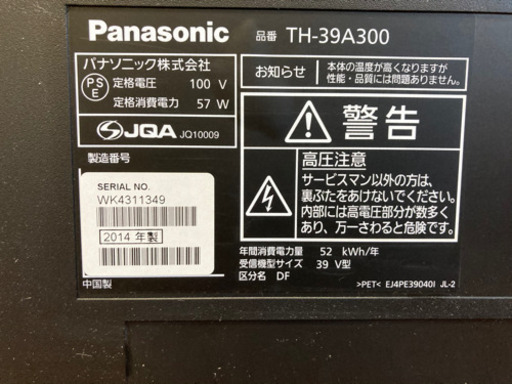 Panasonic
品番 TH-39A300
パナソニック株式会社
PS
E
定格電圧 100 V
定格消費電力 57 W
お知らせ
本体の温度が高くなりますが
性能・品質には問題ありません。
JQA JQ10009
製造番号
SERIAL NO.
WK4311349
2014 年製
中国製
警告
高圧注意
サービスマン以外の方は、
裏ぶたをあけないでください。
内部には高電圧部分が数多く
あり、万一さわると危険です。
年間消費電力量 52 kWh/年
受信機型サイズ 39 V型
区分名 DF
>PET< EJ4PE39040I JL-2